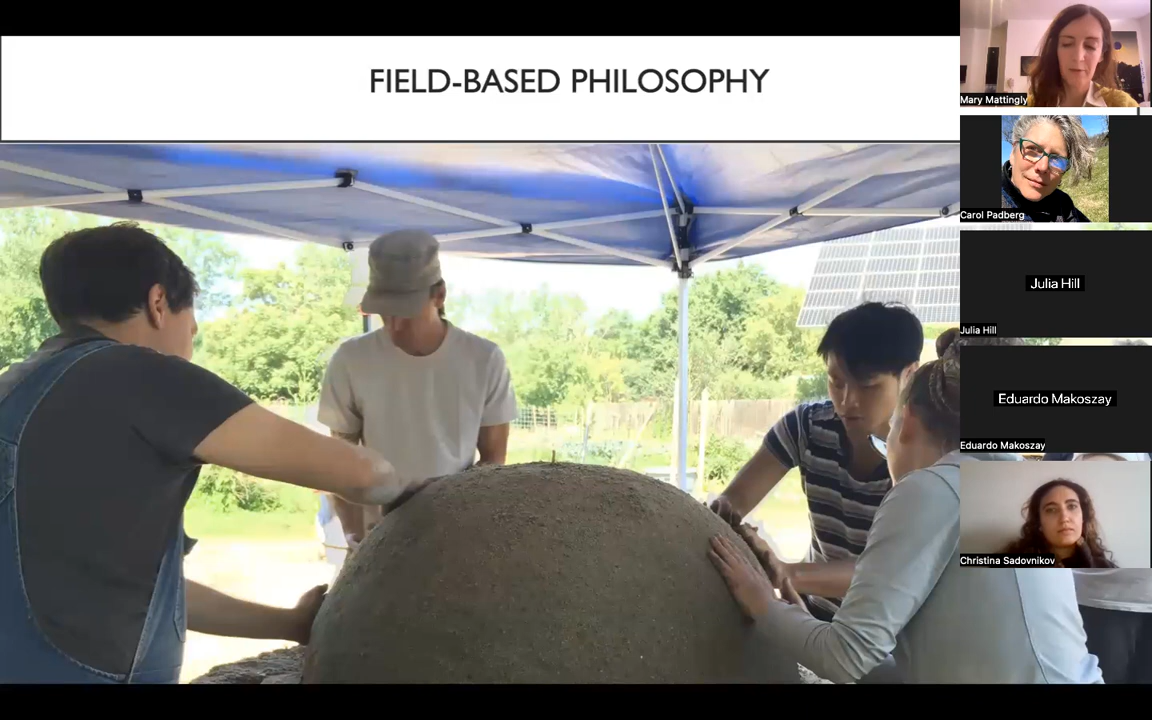 FIELD-BASED PHILOSOPHY
Mary Mattingly
Carol Padberg
Julia Hill
Julia Hill
Eduardo Makoszay
Eduardo Makoszay
Christina Sadovnikov